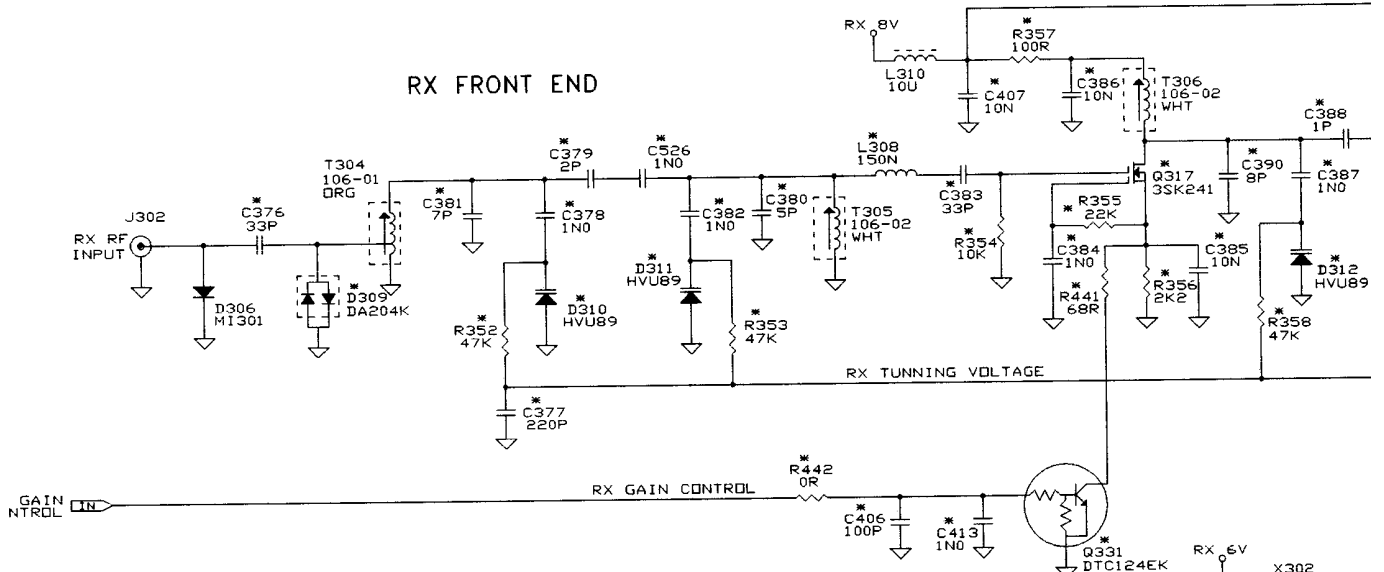 RX FRONT END
RX 8V
L310
10U
*
R357
100R
*
C407
10N
*
C386
10N
T306
106-02
WHT
*
C388
1P
J302
RX RF
INPUT
*
C376
33P
D306
MI301
*
D309
DA204K
T304
106-01
ORG
*
C381
7P
*
C379
2P
*
C526
1N0
*
C378
1N0
*
D310
HVU89
*
R352
47K
*
C377
220P
*
C382
1N0
*
D311
HVU89
*
R353
47K
*
C380
5P
T305
106-02
WHT
*
L308
150N
*
C383
33P
*
R354
10K
*
Q317
3SK241
*
R355
22K
*
C384
1N0
*
R441
68R
*
R356
2K2
*
C385
10N
*
C390
8P
*
C387
1N0
*
D312
HVU89
*
R358
47K
RX TUNNING VOLTAGE
GAIN
NTROL
IN
RX GAIN CONTROL
*
R442
0R
*
C406
100P
*
C413
1N0
*
Q331
DTC124EK
RX 6V
X302